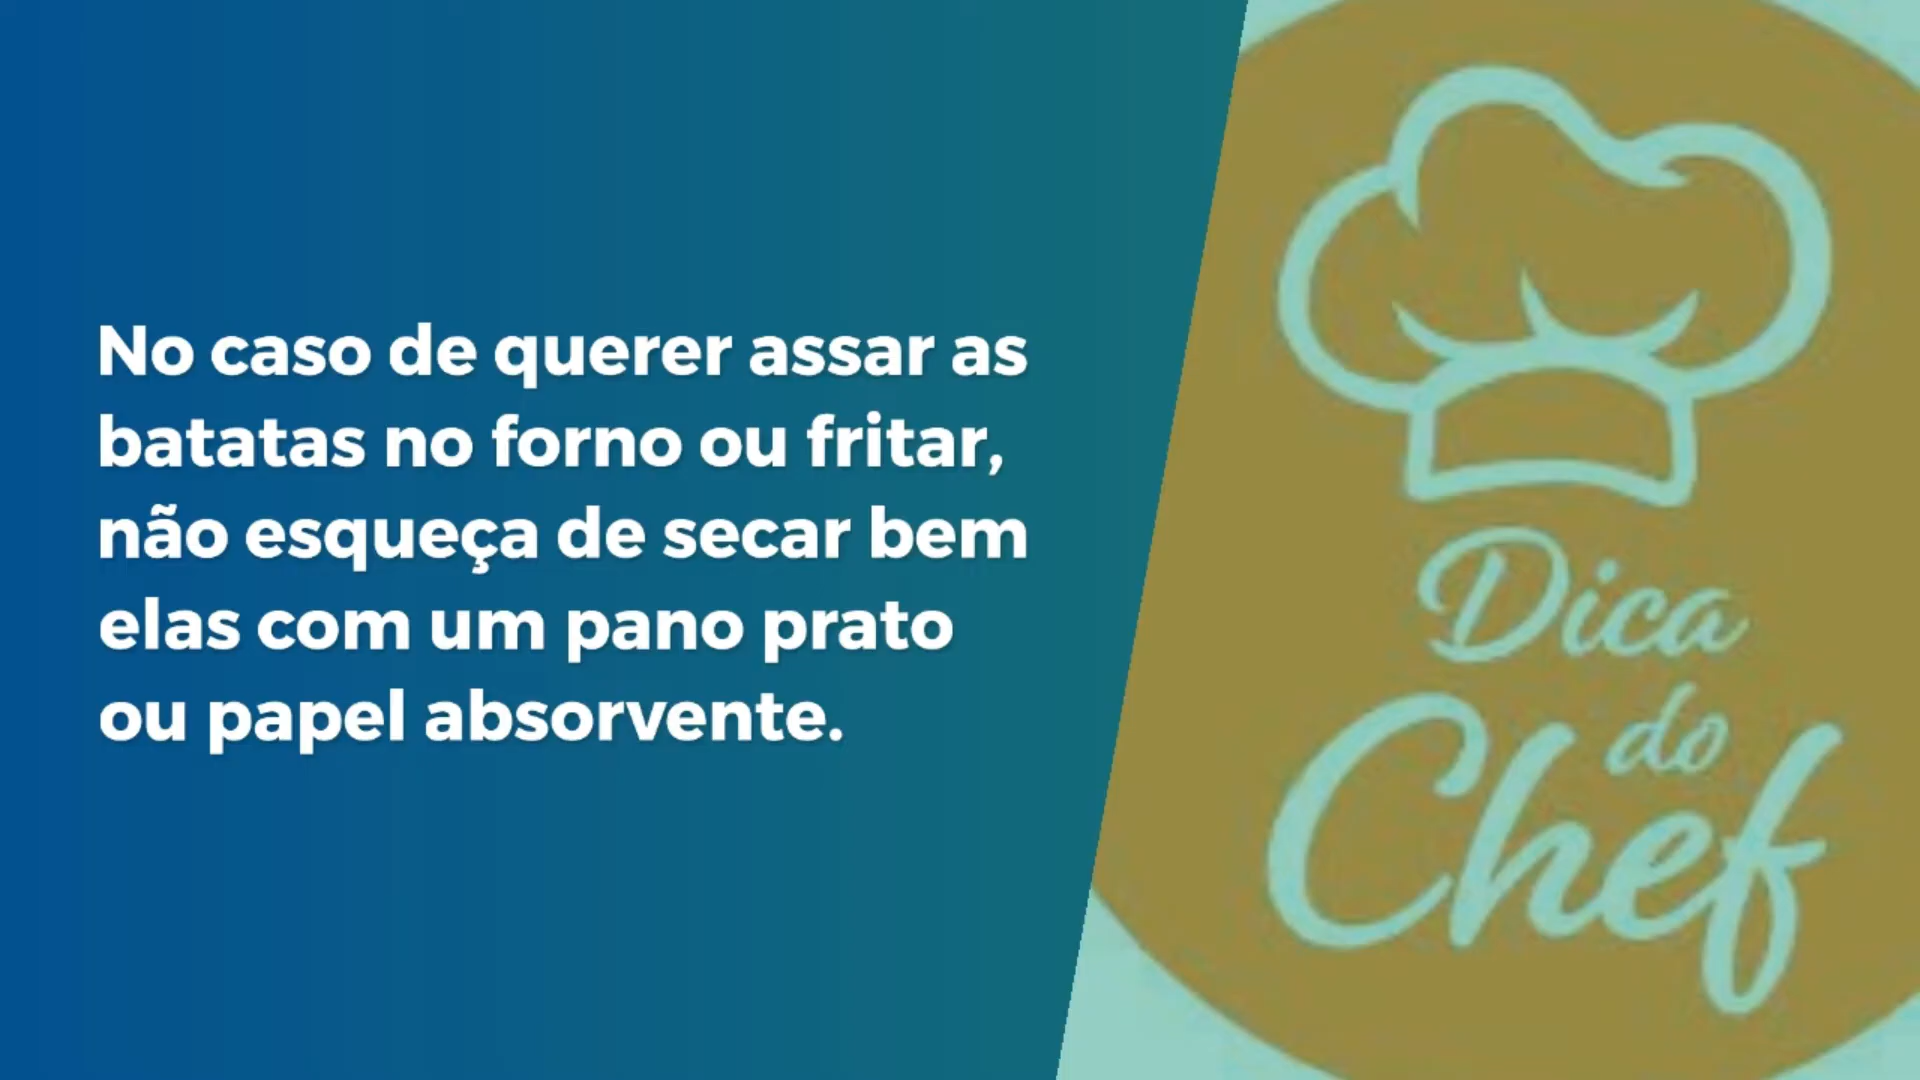 No caso de querer assar as
batatas no forno ou fritar,
não esqueça de secar bem
elas com um pano prato
ou papel absorvente.
Dica
do
Chef